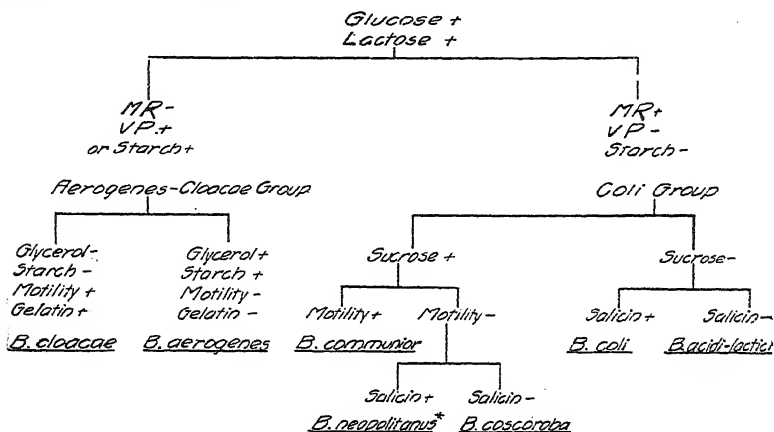 Glucose +
Lactose +
MR-
VP.+
or Starch+
MR+
VP-
Starch-
Aerogenes-Cloacae Group
Coli Group
Glycerol-
Starch-
Motility+
Gelatin+
B. cloacae
Glycerol+
Starch+
Motility-
Gelatin-
B. aerogenes
Sucrose+
Sucrose-
Motility+
B. communior
Motility-
Salicin+
B. coli
Salicin-
B. acidi-lactici
Salicin+
B. neopolitanus*
Salicin-
B. coscoroba